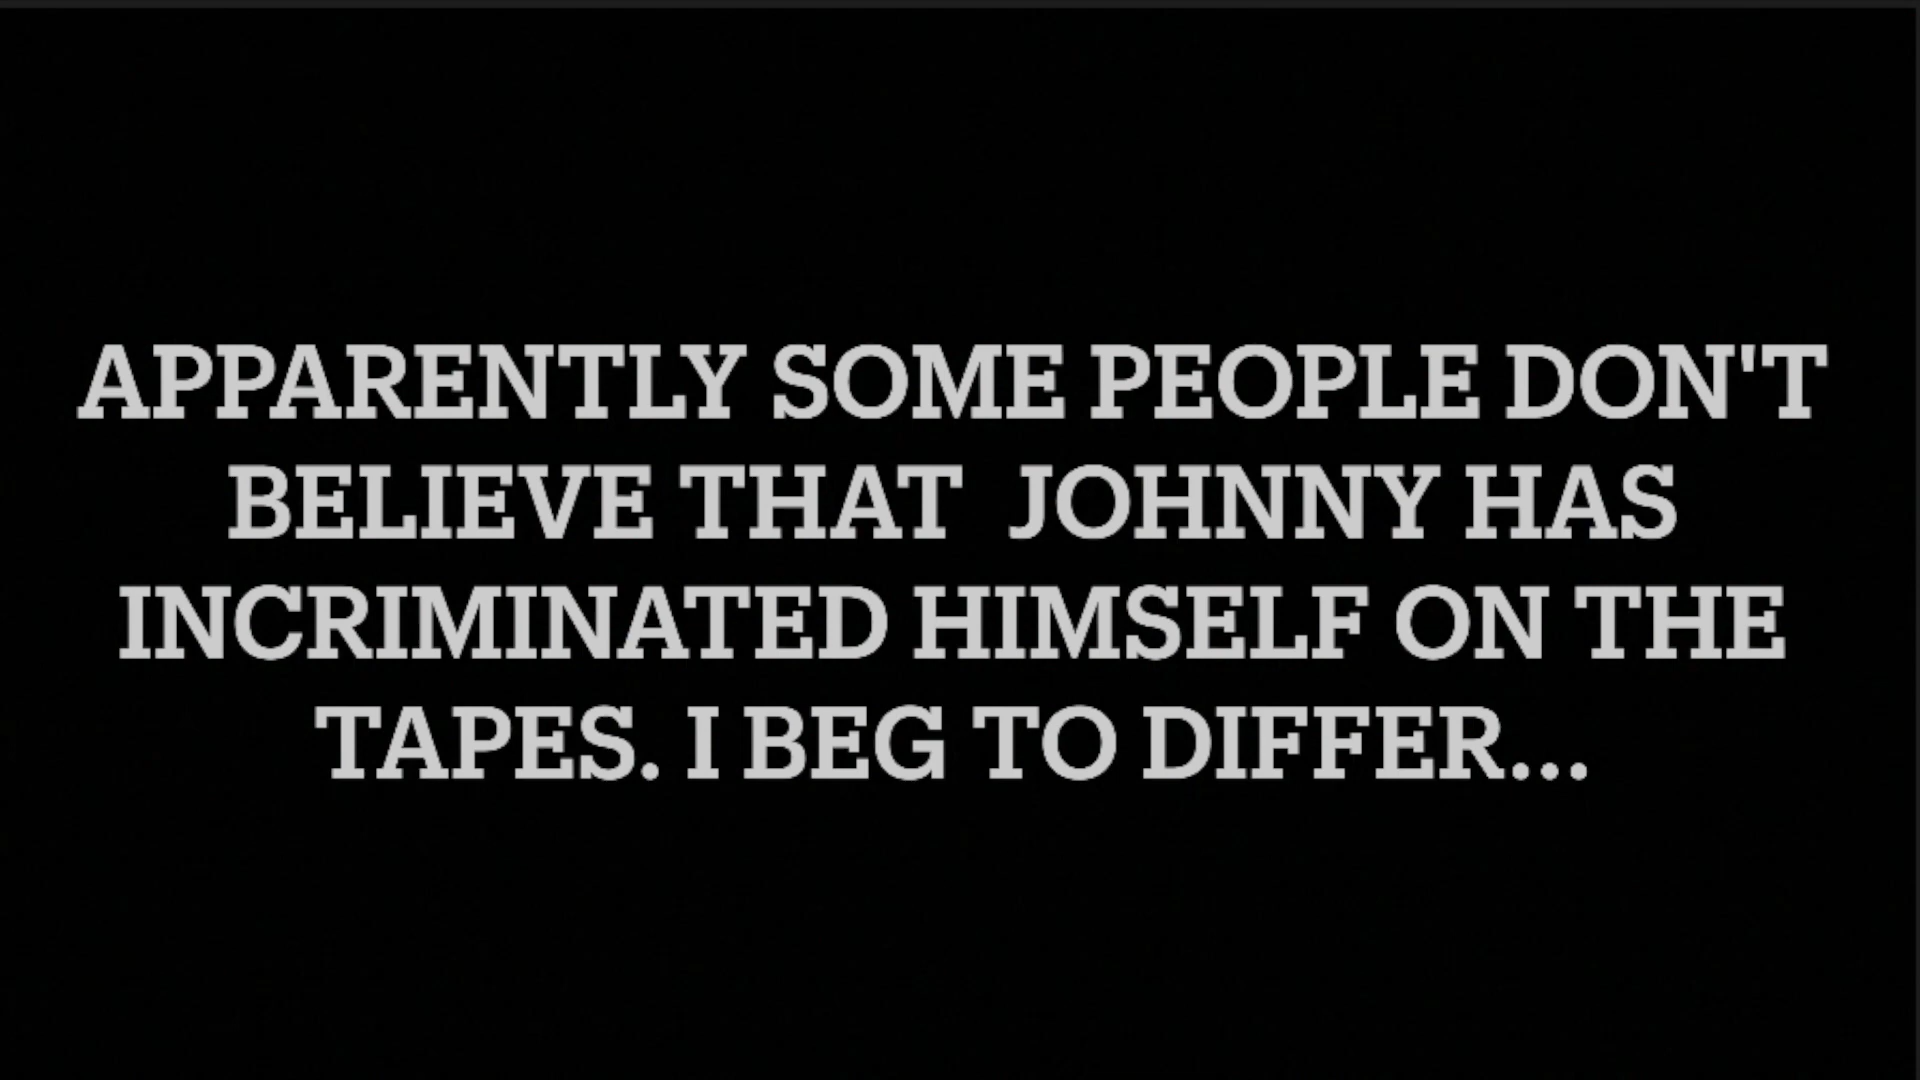 APPARENTLY SOME PEOPLE DON'T
BELIEVE THAT  JOHNNY HAS
INCRIMINATED HIMSELF ON THE
TAPES. I BEG TO DIFFER...